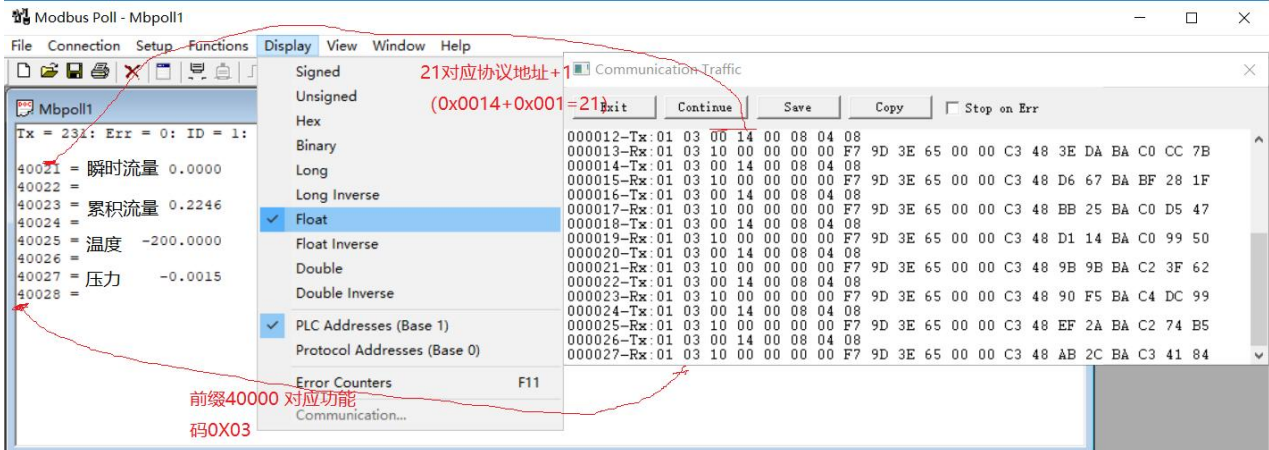 Modbus Poll - Mbpoll1
File Connection Setup Functions Display View Window Help
Mbpoll1
Tx = 231: Err = 0: ID = 1:
40021 = 瞬时流量 0.0000
40022 =
40023 = 累积流量 0.2246
40024 =
40025 = 温度 -200.0000
40026 =
40027 = 压力 -0.0015
40028 =
Signed
Unsigned
Hex
Binary
Long
Long Inverse
Float
Float Inverse
Double
Double Inverse
PLC Addresses (Base 1)
Protocol Addresses (Base 0)
Error Counters F11
Communication...
21对应协议地址+1
(0x0014+0x001=21)
前缀40000 对应功能
码0X03
Communication Traffic
Exit Continue Save Copy Stop on Err
000012-Tx:01 03 00 14 00 08 04 08
000013-Rx:01 03 10 00 00 00 00 F7 9D 3E 65 00 00 C3 48 3E DA BA C0 CC 7B
000014-Tx:01 03 00 14 00 08 04 08
000015-Rx:01 03 10 00 00 00 00 F7 9D 3E 65 00 00 C3 48 D6 67 BA BF 28 1F
000016-Tx:01 03 00 14 00 08 04 08
000017-Rx:01 03 10 00 00 00 00 F7 9D 3E 65 00 00 C3 48 BB 25 BA C0 D5 47
000018-Tx:01 03 00 14 00 08 04 08
000019-Rx:01 03 10 00 00 00 00 F7 9D 3E 65 00 00 C3 48 D1 14 BA C0 99 50
000020-Tx:01 03 00 14 00 08 04 08
000021-Rx:01 03 10 00 00 00 00 F7 9D 3E 65 00 00 C3 48 9B 9B BA C2 3F 62
000022-Tx:01 03 00 14 00 08 04 08
000023-Rx:01 03 10 00 00 00 00 F7 9D 3E 65 00 00 C3 48 90 F5 BA C4 DC 99
000024-Tx:01 03 00 14 00 08 04 08
000025-Rx:01 03 10 00 00 00 00 F7 9D 3E 65 00 00 C3 48 EF 2A BA C2 74 B5
000026-Tx:01 03 00 14 00 08 04 08
000027-Rx:01 03 10 00 00 00 00 F7 9D 3E 65 00 00 C3 48 AB 2C BA C3 41 84